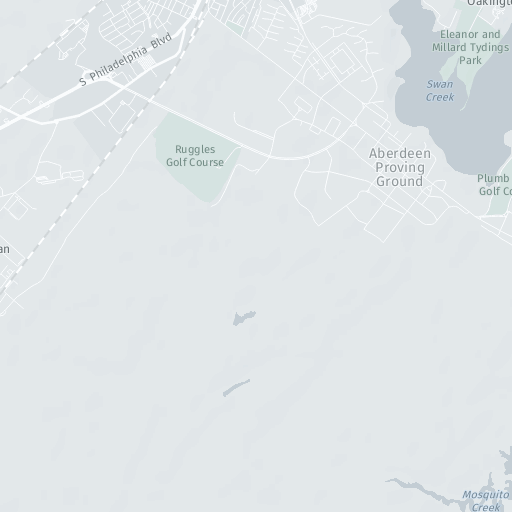 Oakingto
Eleanor and
Millard Tydings
Park
S Philadelphia Blvd
Swan
Creek
Ruggles
Golf Course
Aberdeen
Proving
Ground
Plumb
Golf Co
an
Mosquito
Creek